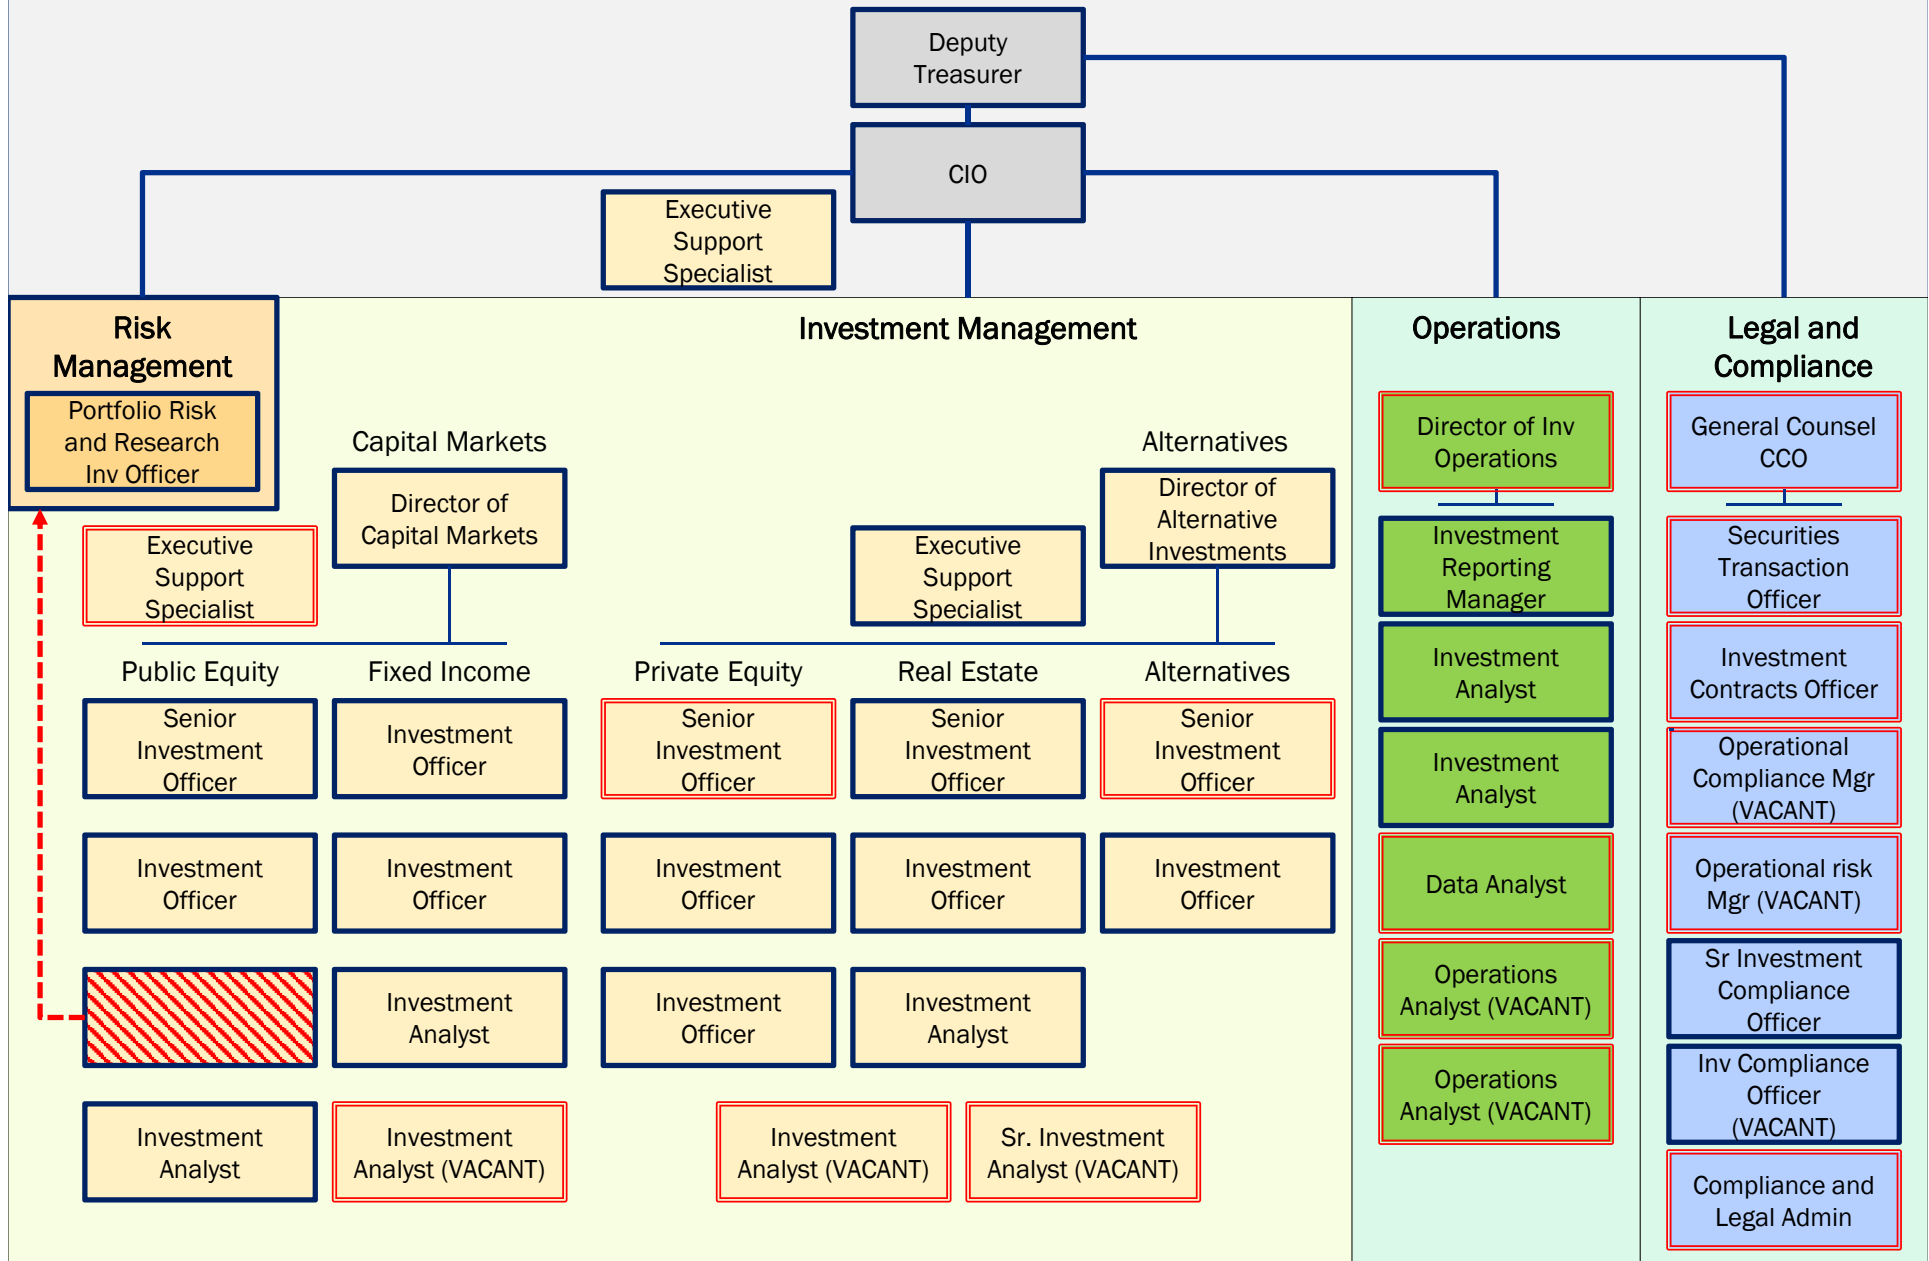 Deputy
Treasurer
CIO
Executive
Support
Specialist
Risk
Management
Portfolio Risk
and Research
Inv Officer
Investment Management
Capital Markets
Director of
Capital Markets
Executive
Support
Specialist
Alternatives
Director of
Alternative
Investments
Executive
Support
Specialist
Public Equity
Senior
Investment
Officer
Investment
Officer
Investment
Analyst
Fixed Income
Investment
Officer
Investment
Officer
Investment
Analyst
Investment
Analyst (VACANT)
Private Equity
Senior
Investment
Officer
Investment
Officer
Investment
Officer
Real Estate
Senior
Investment
Officer
Investment
Officer
Investment
Analyst
Alternatives
Senior
Investment
Officer
Investment
Officer
Investment
Analyst (VACANT)
Sr. Investment
Analyst (VACANT)
Operations
Director of Inv
Operations
Investment
Reporting
Manager
Investment
Analyst
Investment
Analyst
Data Analyst
Operations
Analyst (VACANT)
Operations
Analyst (VACANT)
Legal and
Compliance
General Counsel
CCO
Securities
Transaction
Officer
Investment
Contracts Officer
Operational
Compliance Mgr
(VACANT)
Operational risk
Mgr (VACANT)
Sr Investment
Compliance
Officer
Inv Compliance
Officer
(VACANT)
Compliance and
Legal Admin